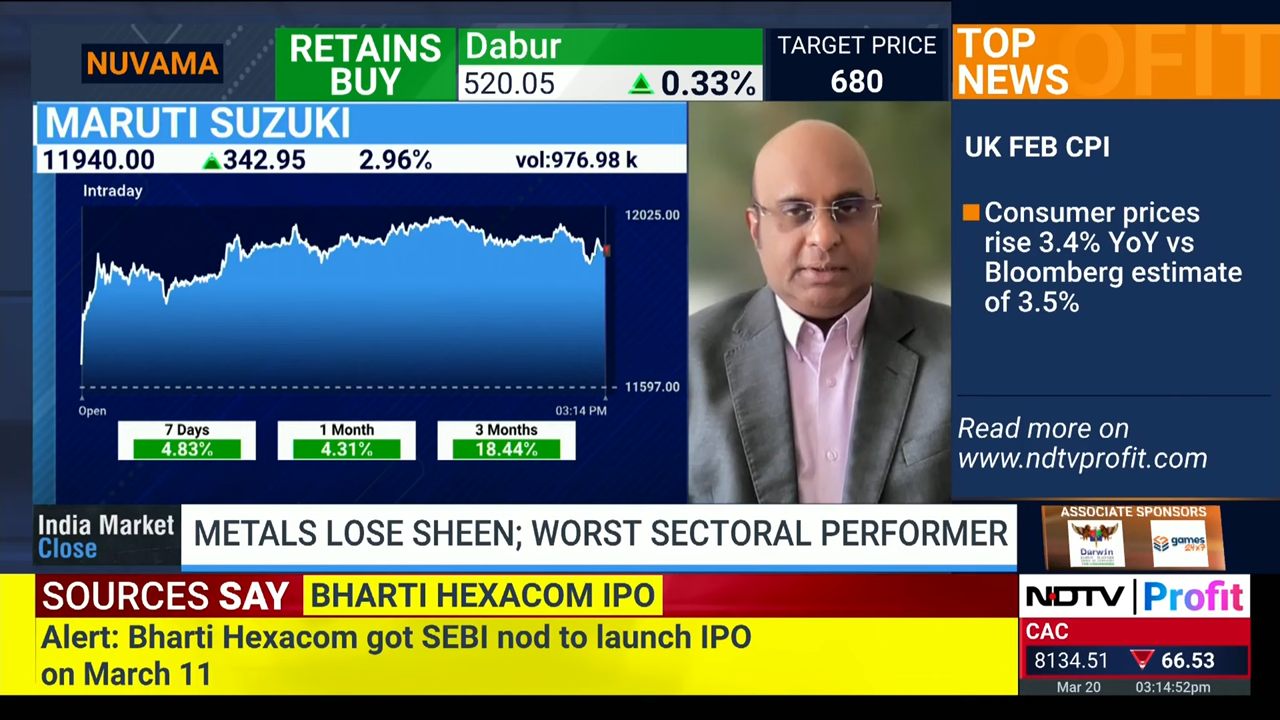 NUVAMA
RETAINS
BUY
Dabur
520.05 0.33%
TARGET PRICE
680
TOP
NEWS
MARUTI SUZUKI
11940.00 342.95 2.96% vol:976.98 k
Intraday
12025.00
11597.00
Open 03:14 PM
7 Days 1 Month 3 Months
4.83% 4.31% 18.44%
UK FEB CPI
Consumer prices
rise 3.4% YoY vs
Bloomberg estimate
of 3.5%
Read more on
www.ndtvprofit.com
India Market
Close
METALS LOSE SHEEN; WORST SECTORAL PERFORMER
ASSOCIATE SPONSORS
Darwin
games
24x7
SOURCES SAY BHARTI HEXACOM IPO
Alert: Bharti Hexacom got SEBI nod to launch IPO
on March 11
NDTV Profit
CAC
8134.51 66.53
Mar 20 03:14:52pm